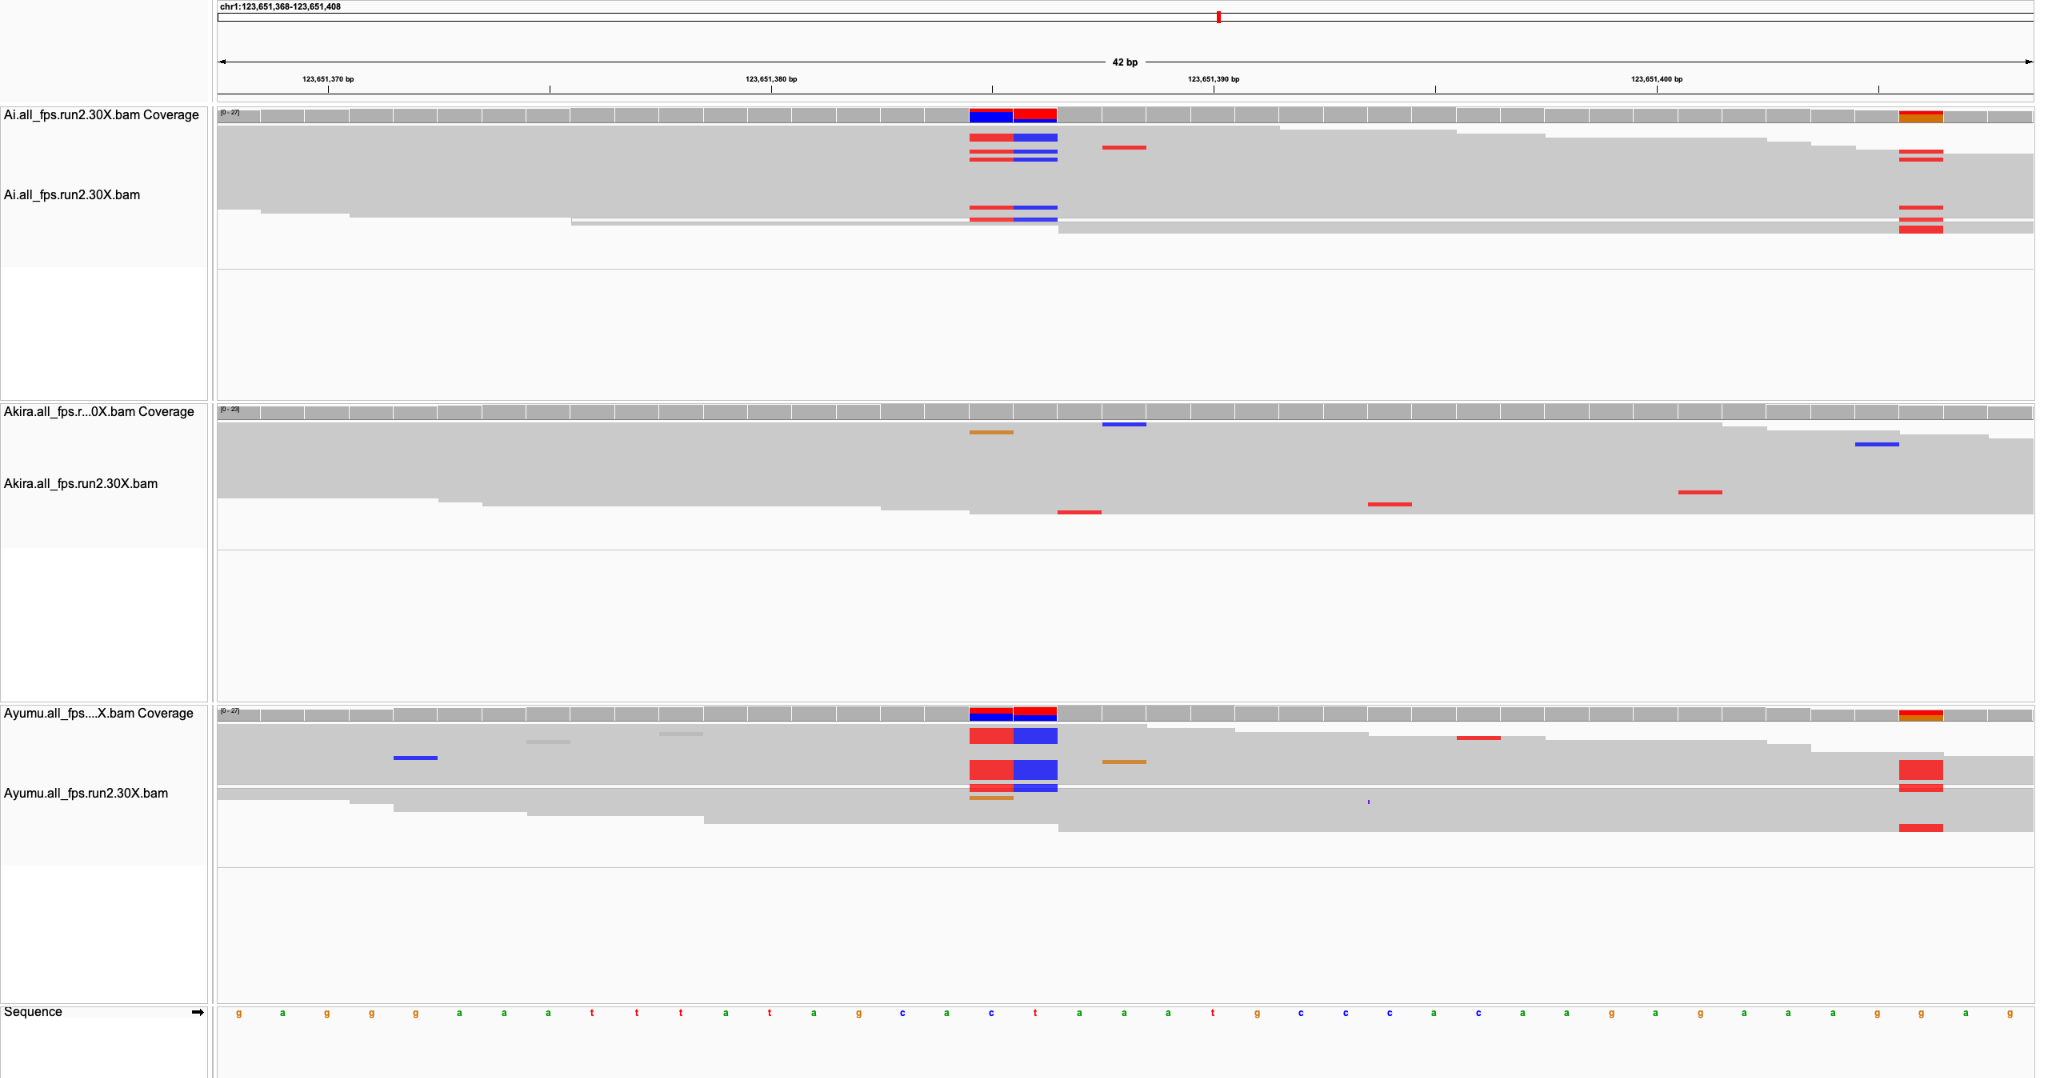 chr1:123,651,368-123,651,408
42 bp
123,651,370 bp 123,651,380 bp 123,651,390 bp 123,651,400 bp
Ai.all_fps.run2.30X.bam Coverage [0 - 27]
Ai.all_fps.run2.30X.bam
Akira.all_fps.r...0X.bam Coverage [0 - 23]
Akira.all_fps.run2.30X.bam
Ayumu.all_fps....X.bam Coverage [0 - 27]
Ayumu.all_fps.run2.30X.bam
Sequence g a g g g a a a t t t a t a g c a c t a a a t g c c c a c a a g a g a a a g g a g